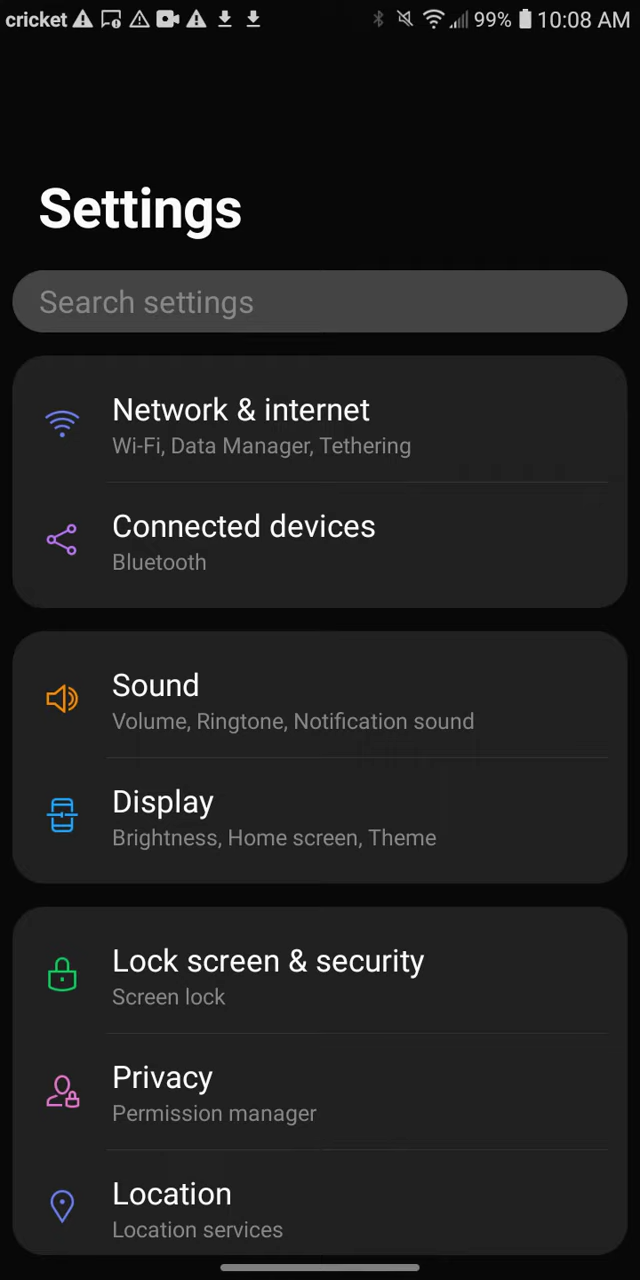 cricket 99% 10:08 AM
Settings
Search settings
Network & internet
Wi-Fi, Data Manager, Tethering
Connected devices
Bluetooth
Sound
Volume, Ringtone, Notification sound
Display
Brightness, Home screen, Theme
Lock screen & security
Screen lock
Privacy
Permission manager
Location
Location services